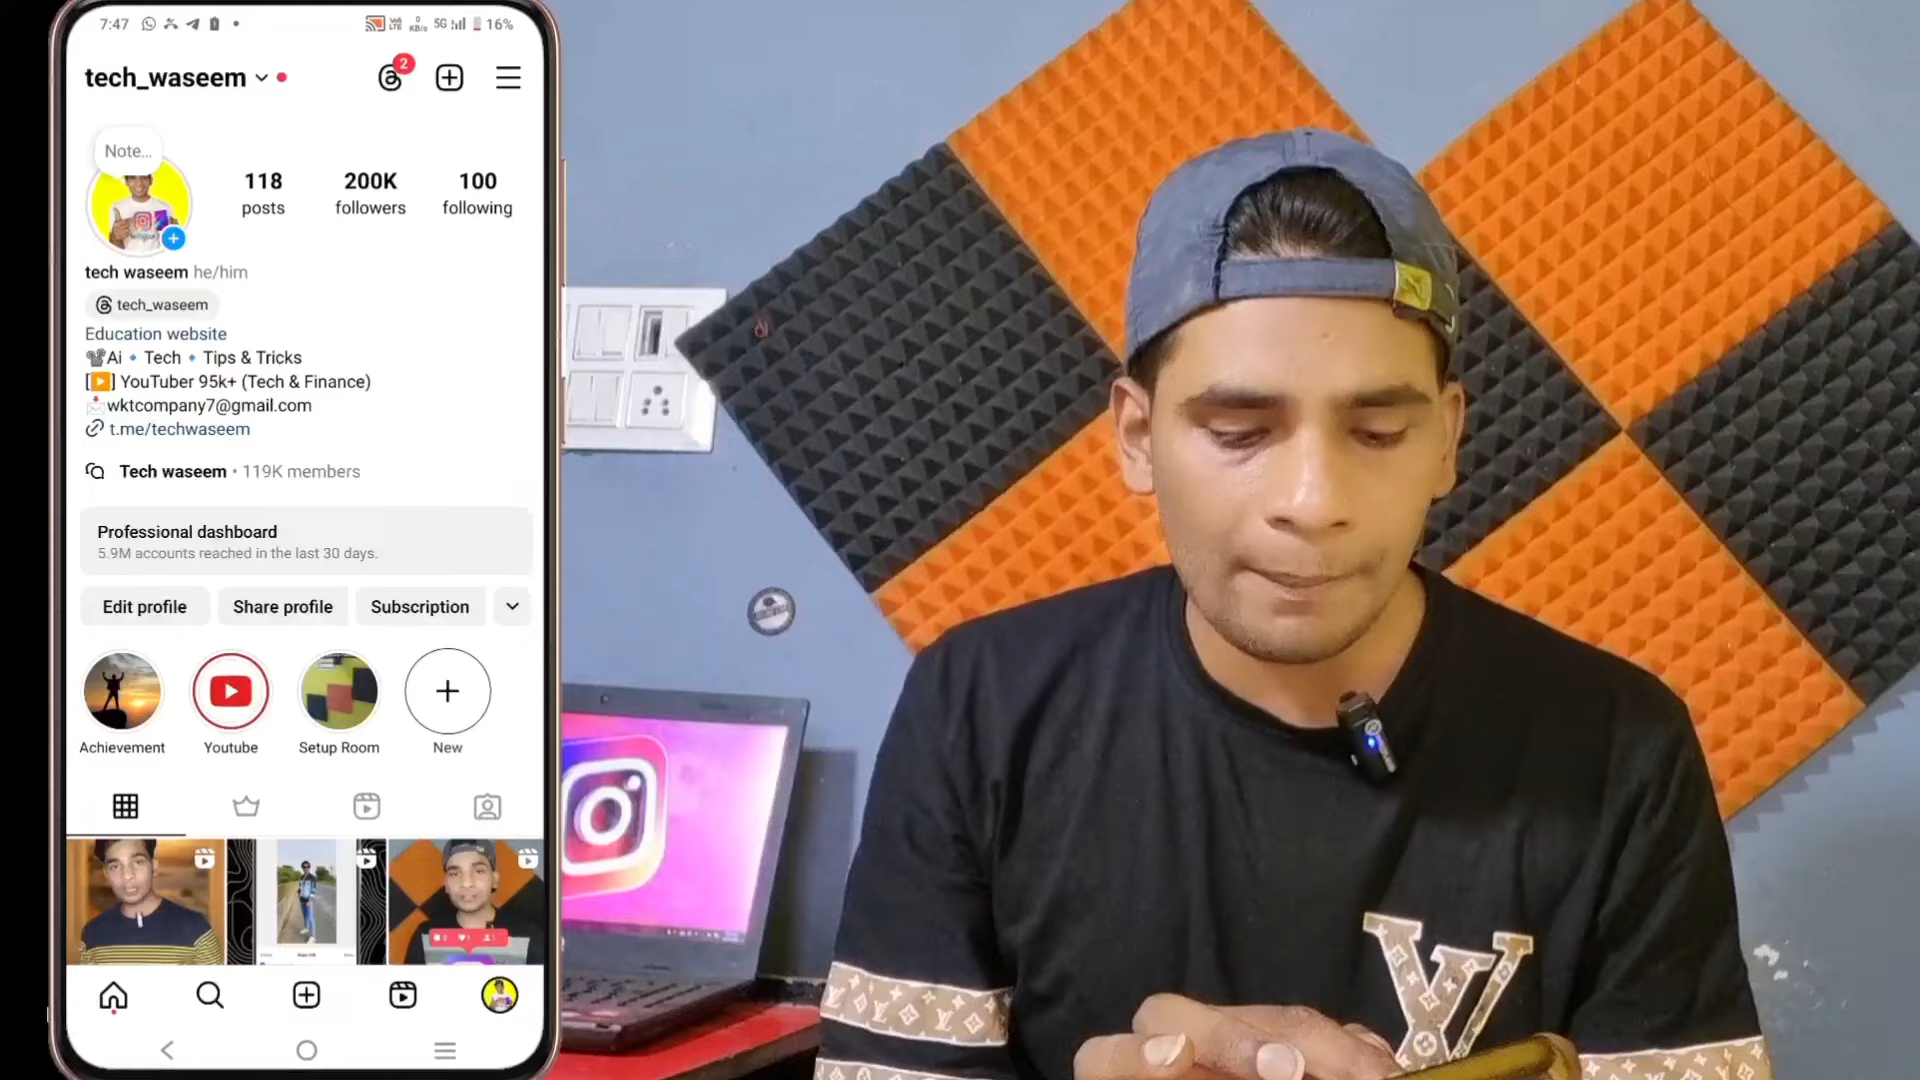 7:47
5G 16%
tech_waseem
2
Note...
118 200K 100
posts followers following
tech waseem he/him
tech_waseem
Education website
📽Ai 🔹 Tech 🔹 Tips & Tricks
[▶️] YouTuber 95k+ (Tech & Finance)
📩wktcompany7@gmail.com
t.me/techwaseem
Tech waseem • 119K members
Professional dashboard
5.9M accounts reached in the last 30 days.
Edit profile Share profile Subscription
Achievement Youtube Setup Room New
LV